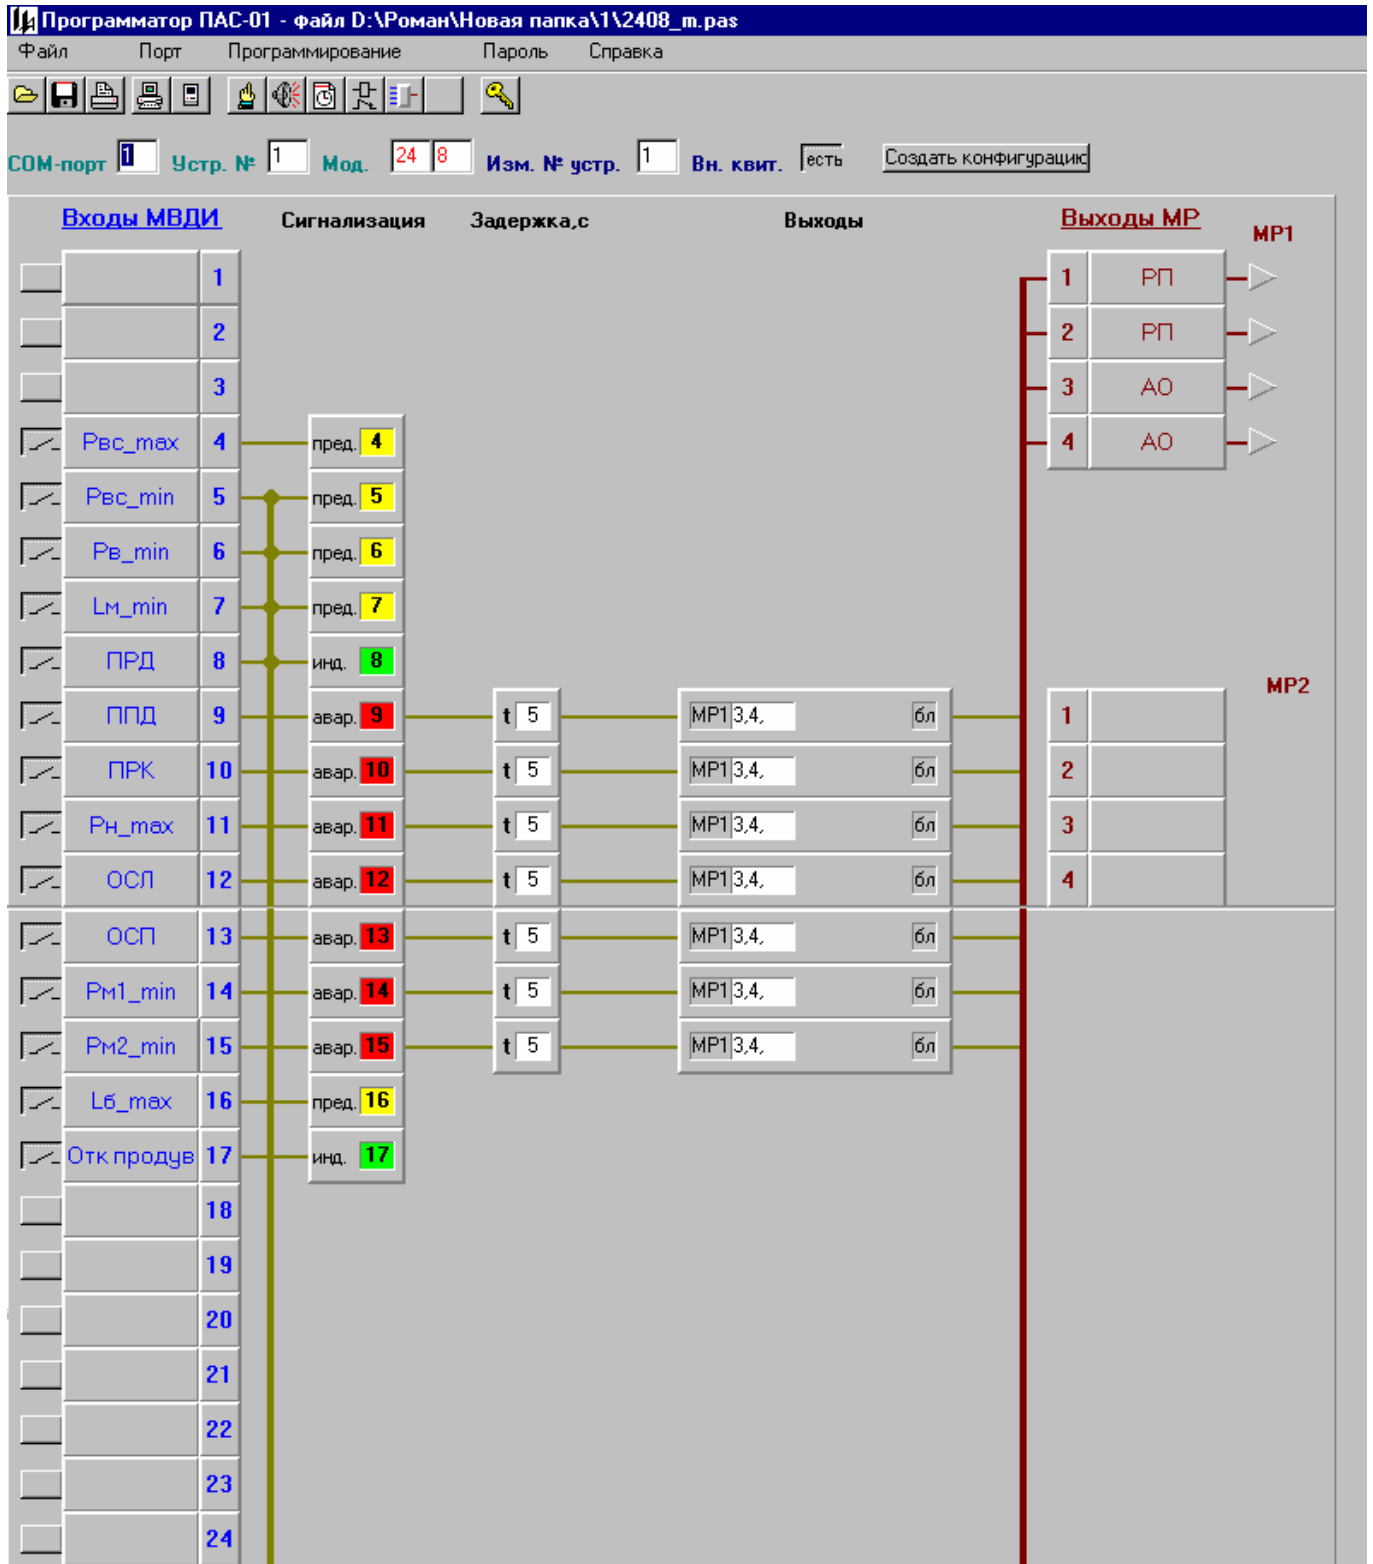 Программатор ПАС-01 - файл D:\Роман\Новая папка\1\2408_m.pas
Файл Порт Программирование Пароль Справка
COM-порт 1 Устр. № 1 Мод. 24 8 Изм. № устр. 1 Вн. квит. есть Создать конфигурацик
Входы МВДИ Сигнализация Задержка,с Выходы Выходы МР МР1
1 1 РП
2 2 РП
3 3 АО
Рвс_max 4 пред. 4 4 АО
Рвс_min 5 пред. 5
Рв_min 6 пред. 6
Lм_min 7 пред. 7
ПРД 8 инд. 8
МР2
ППД 9 авар. 9 t 5 МР1 3,4, бл 1
ПРК 10 авар. 10 t 5 МР1 3,4, бл 2
Рн_max 11 авар. 11 t 5 МР1 3,4, бл 3
ОСЛ 12 авар. 12 t 5 МР1 3,4, бл 4
ОСП 13 авар. 13 t 5 МР1 3,4, бл
Рм1_min 14 авар. 14 t 5 МР1 3,4, бл
Рм2_min 15 авар. 15 t 5 МР1 3,4, бл
Lб_max 16 пред. 16
Отк продув 17 инд. 17
18
19
20
21
22
23
24